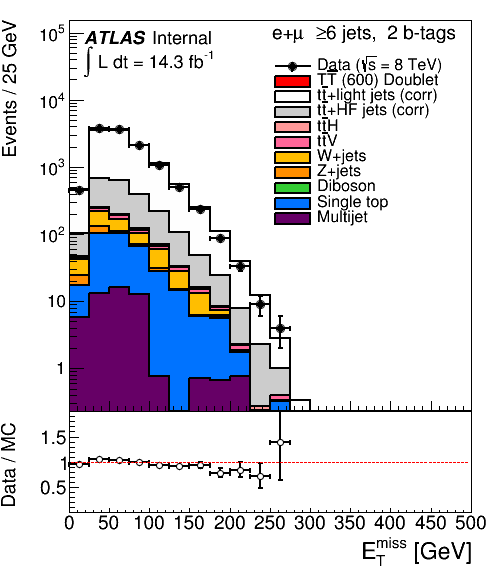 e+μ ≥6 jets, 2 b-tags
ATLAS Internal
∫ L dt = 14.3 fb⁻¹
Data (√s = 8 TeV)
TT̄ (600) Doublet
tt̄+light jets (corr)
tt̄+HF jets (corr)
tt̄H
tt̄V
W+jets
Z+jets
Diboson
Single top
Multijet
Events / 25 GeV
10⁵
10⁴
10³
10²
10
1
Data / MC
1.5
1
0.5
0 50 100 150 200 250 300 350 400 450 500
E_T^miss [GeV]